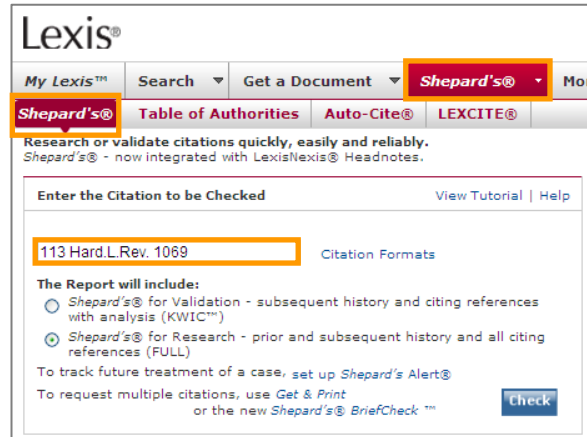 Lexis®
My Lexis™ Search ▼ Get a Document ▼ Shepard's® ▼ Mo
Shepard's® Table of Authorities Auto-Cite® LEXCITE®
Research or validate citations quickly, easily and reliably.
Shepard's® - now integrated with LexisNexis® Headnotes.
Enter the Citation to be Checked View Tutorial | Help
113 Hard.L.Rev. 1069 Citation Formats
The Report will include:
Shepard's® for Validation - subsequent history and citing references
with analysis (KWIC™)
Shepard's® for Research - prior and subsequent history and all citing
references (FULL)
To track future treatment of a case, set up Shepard's Alert®
To request multiple citations, use Get & Print
or the new Shepard's® BriefCheck ™
Check